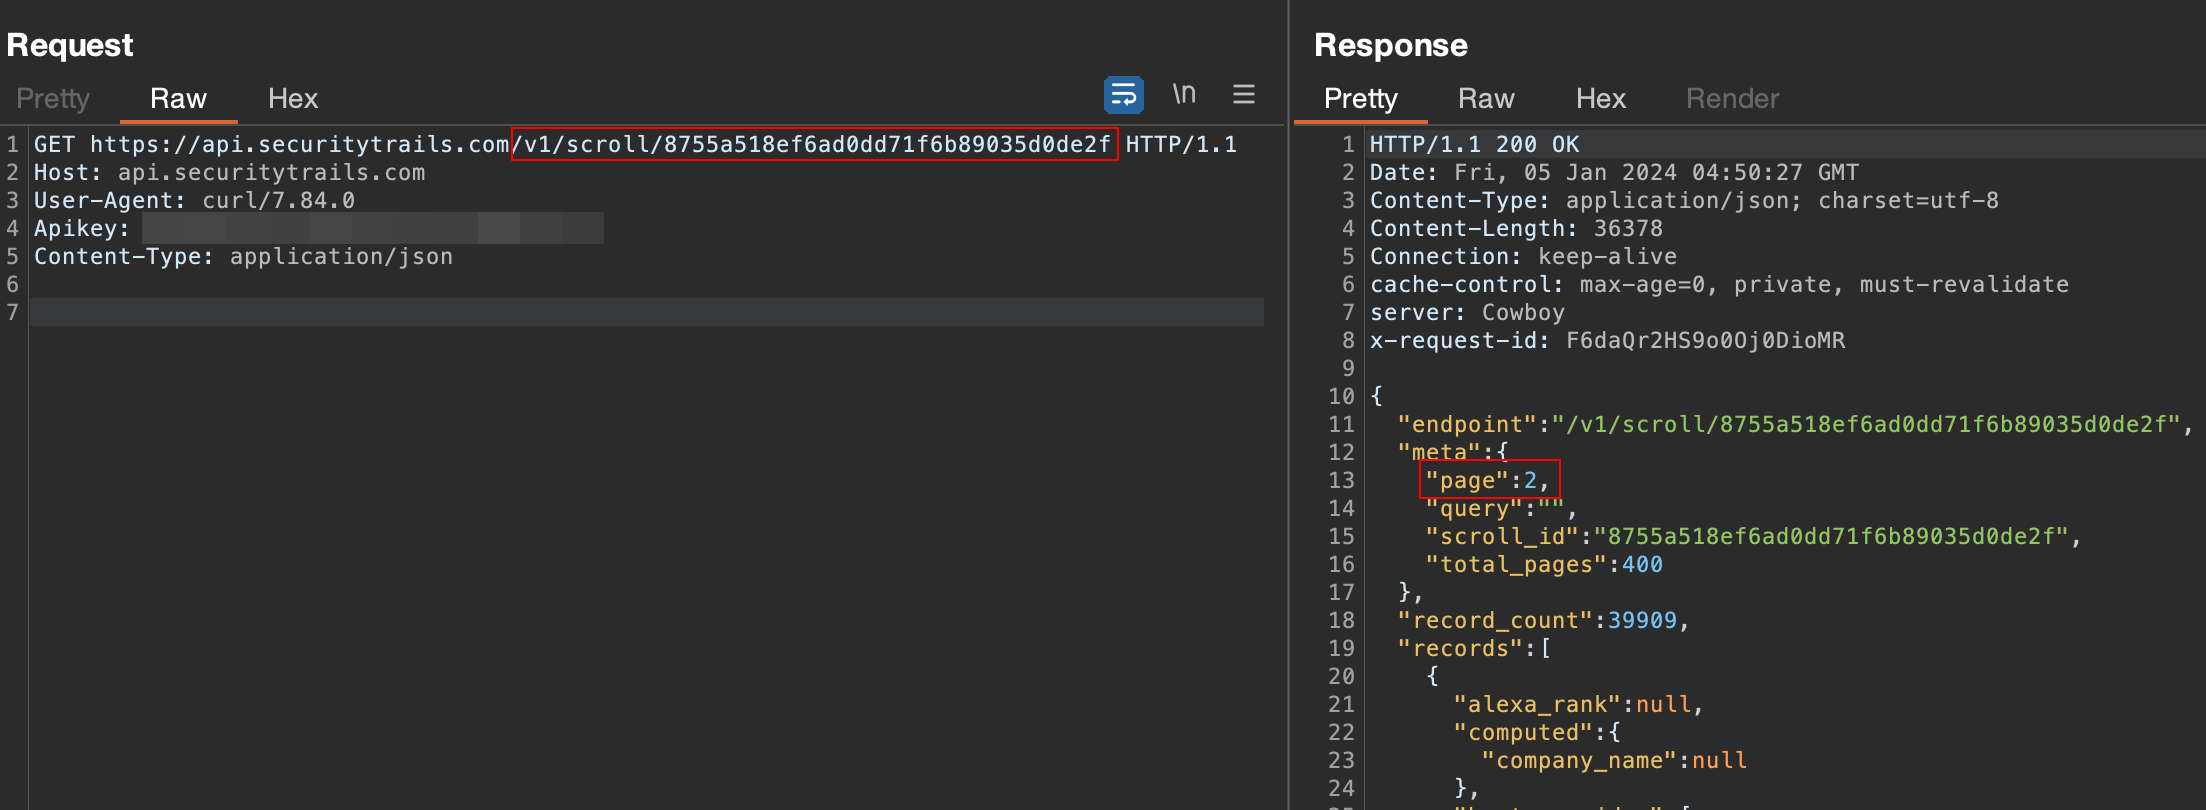 Request
Pretty Raw Hex \n
1 GET https://api.securitytrails.com/v1/scroll/8755a518ef6ad0dd71f6b89035d0de2f HTTP/1.1
2 Host: api.securitytrails.com
3 User-Agent: curl/7.84.0
4 Apikey:
5 Content-Type: application/json
6
7
Response
Pretty Raw Hex Render
1 HTTP/1.1 200 OK
2 Date: Fri, 05 Jan 2024 04:50:27 GMT
3 Content-Type: application/json; charset=utf-8
4 Content-Length: 36378
5 Connection: keep-alive
6 cache-control: max-age=0, private, must-revalidate
7 server: Cowboy
8 x-request-id: F6daQr2HS9o0Oj0DioMR
9
10 {
11 "endpoint":"/v1/scroll/8755a518ef6ad0dd71f6b89035d0de2f",
12 "meta":{
13 "page":2,
14 "query":"",
15 "scroll_id":"8755a518ef6ad0dd71f6b89035d0de2f",
16 "total_pages":400
17 },
18 "record_count":39909,
19 "records":[
20 {
21 "alexa_rank":null,
22 "computed":{
23 "company_name":null
24 },